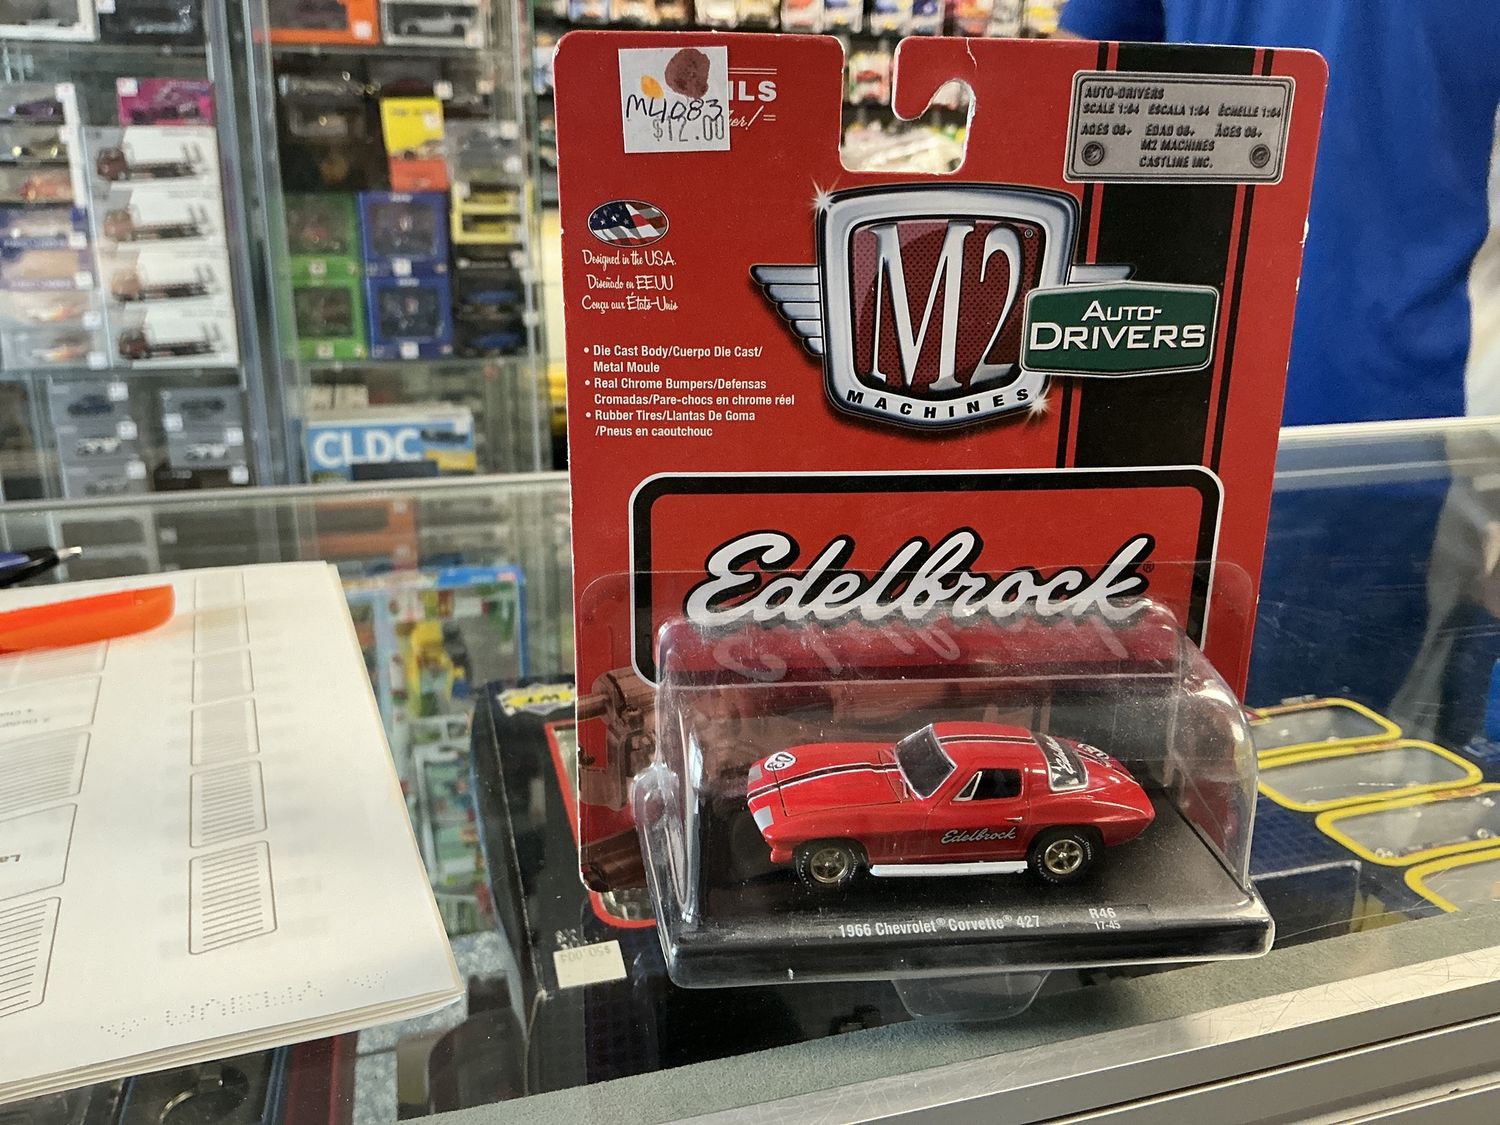 M4083
$12.00
ILS
AUTO-DRIVERS
SCALE 1:64 ESCALA 1:64 ÉCHELLE 1:64
AGES 08+ EDAD 08+ ÂGES 08+
M2 MACHINES
CASTLINE INC.
Designed in the USA.
Diseñado en EEUU
Conçu aux États-Unis
M2®
MACHINES
AUTO-
DRIVERS
• Die Cast Body/Cuerpo Die Cast/
Metal Moule
• Real Chrome Bumpers/Defensas
Cromadas/Pare-chocs en chrome réel
• Rubber Tires/Llantas De Goma
/Pneus en caoutchouc
CLDC
Edelbrock®
Edelbrock
1966 Chevrolet® Corvette® 427
R46
17-45